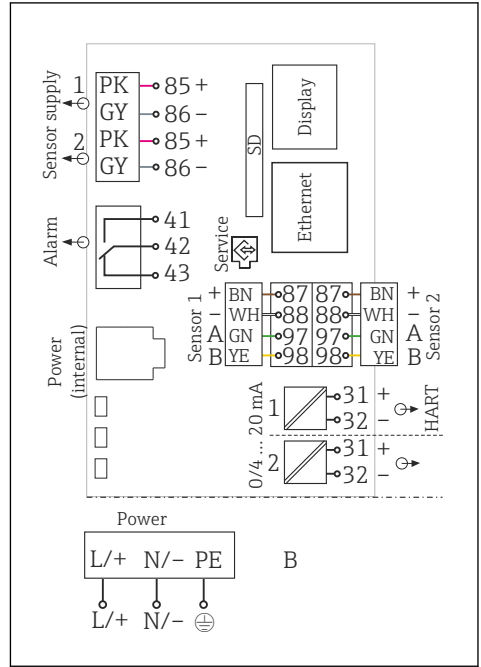 Sensor supply
1 PK 85 +
GY 86 –
2 PK 85 +
GY 86 –
Display
SD
Ethernet
Alarm
41
42
43
Service
Sensor 1
+ BN 87 87 BN +
– WH 88 88 WH –
A GN 97 97 GN A
B YE 98 98 YE B
Sensor 2
Power
(internal)
0/4 ... 20 mA
1 31 +
32 –
HART
2 31 +
32 –
Power
L/+ N/– PE
B
L/+ N/–